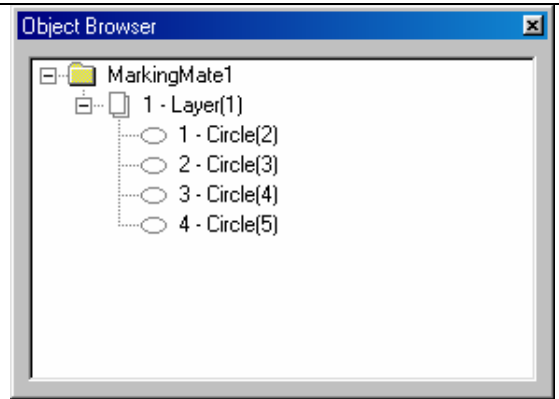 Object Browser
MarkingMate1
1 - Layer(1)
1 - Circle(2)
2 - Circle(3)
3 - Circle(4)
4 - Circle(5)